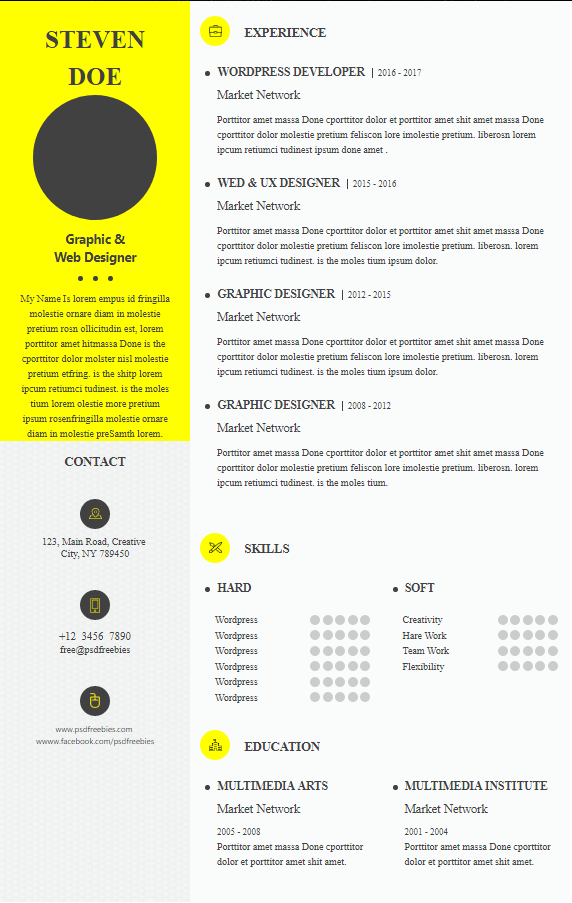 STEVEN
DOE
Graphic &
Web Designer
My Name Is lorem empus id fringilla
molestie ornare diam in molestie
pretium rosn ollicitudin est, lorem
porttitor amet hitmassa Done is the
cporttitor dolor molster nisl molestie
pretium etfring. is the shitp lorem
ipcum retiumci tudinest. is the moles
tium lorem olestie more pretium
ipsum rosenfringilla molestie ornare
diam in molestie preSamth lorem.
CONTACT
123, Main Road, Creative
City, NY 789450
+12 3456 7890
free@psdfreebies
www.psdfreebies.com
wwww.facebook.com/psdfreebies
EXPERIENCE
WORDPRESS DEVELOPER | 2016 - 2017
Market Network
Porttitor amet massa Done cporttitor dolor et porttitor amet shit amet massa Done
cporttitor dolor molestie pretium feliscon lore imolestie pretium. liberosn lorem
ipcum retiumci tudinest ipsum done amet .
WED & UX DESIGNER | 2015 - 2016
Market Network
Porttitor amet massa Done cporttitor dolor et porttitor amet shit amet massa Done
cporttitor dolor molestie pretium feliscon lore imolestie pretium. liberosn. lorem
ipcum retiumci tudinest. is the moles tium ipsum dolor.
GRAPHIC DESIGNER | 2012 - 2015
Market Network
Porttitor amet massa Done cporttitor dolor et porttitor amet shit amet massa Done
cporttitor dolor molestie pretium feliscon lore imolestie pretium. liberosn. lorem
ipcum retiumci tudinest. is the moles tium ipsum dolor.
GRAPHIC DESIGNER | 2008 - 2012
Market Network
Porttitor amet massa Done cporttitor dolor et porttitor amet shit amet massa Done
cporttitor dolor molestie pretium feliscon lore imolestie pretium. liberosn. lorem
ipcum retiumci tudinest. is the moles tium.
SKILLS
HARD
Wordpress
Wordpress
Wordpress
Wordpress
Wordpress
Wordpress
SOFT
Creativity
Hare Work
Team Work
Flexibility
EDUCATION
MULTIMEDIA ARTS
Market Network
2005 - 2008
Porttitor amet massa Done cporttitor
dolor et porttitor amet shit amet.
MULTIMEDIA INSTITUTE
Market Network
2001 - 2004
Porttitor amet massa Done cporttitor
dolor et porttitor amet shit amet.